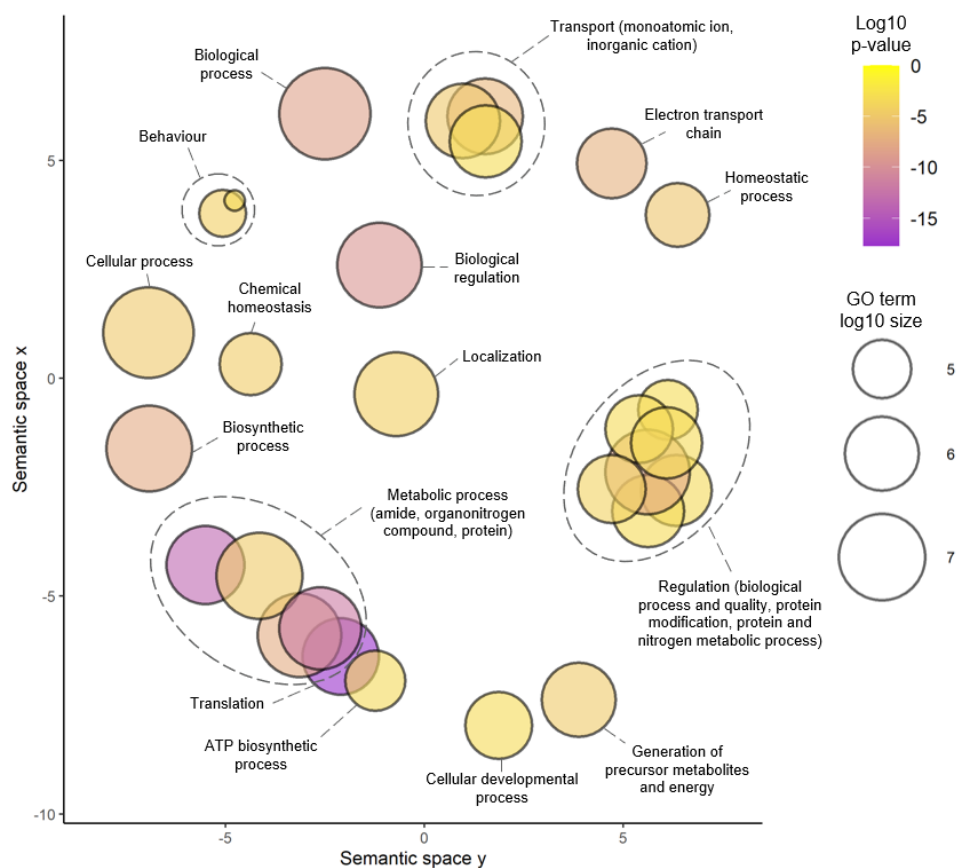 Transport (monoatomic ion,
inorganic cation)
Log10
p-value
0
-5
-10
-15
Biological
process
Behaviour
Electron transport
chain
Homeostatic
process
5
Cellular process
Chemical
homeostasis
Biological
regulation
GO term
log10 size
5
6
7
Localization
0
Semantic space x
Biosynthetic
process
Metabolic process
(amide, organonitrogen
compound, protein)
-5
Regulation (biological
process and quality, protein
modification, protein and
nitrogen metabolic process)
Translation
ATP biosynthetic
process
Cellular developmental
process
Generation of
precursor metabolites
and energy
-10
-5
0
5
Semantic space y